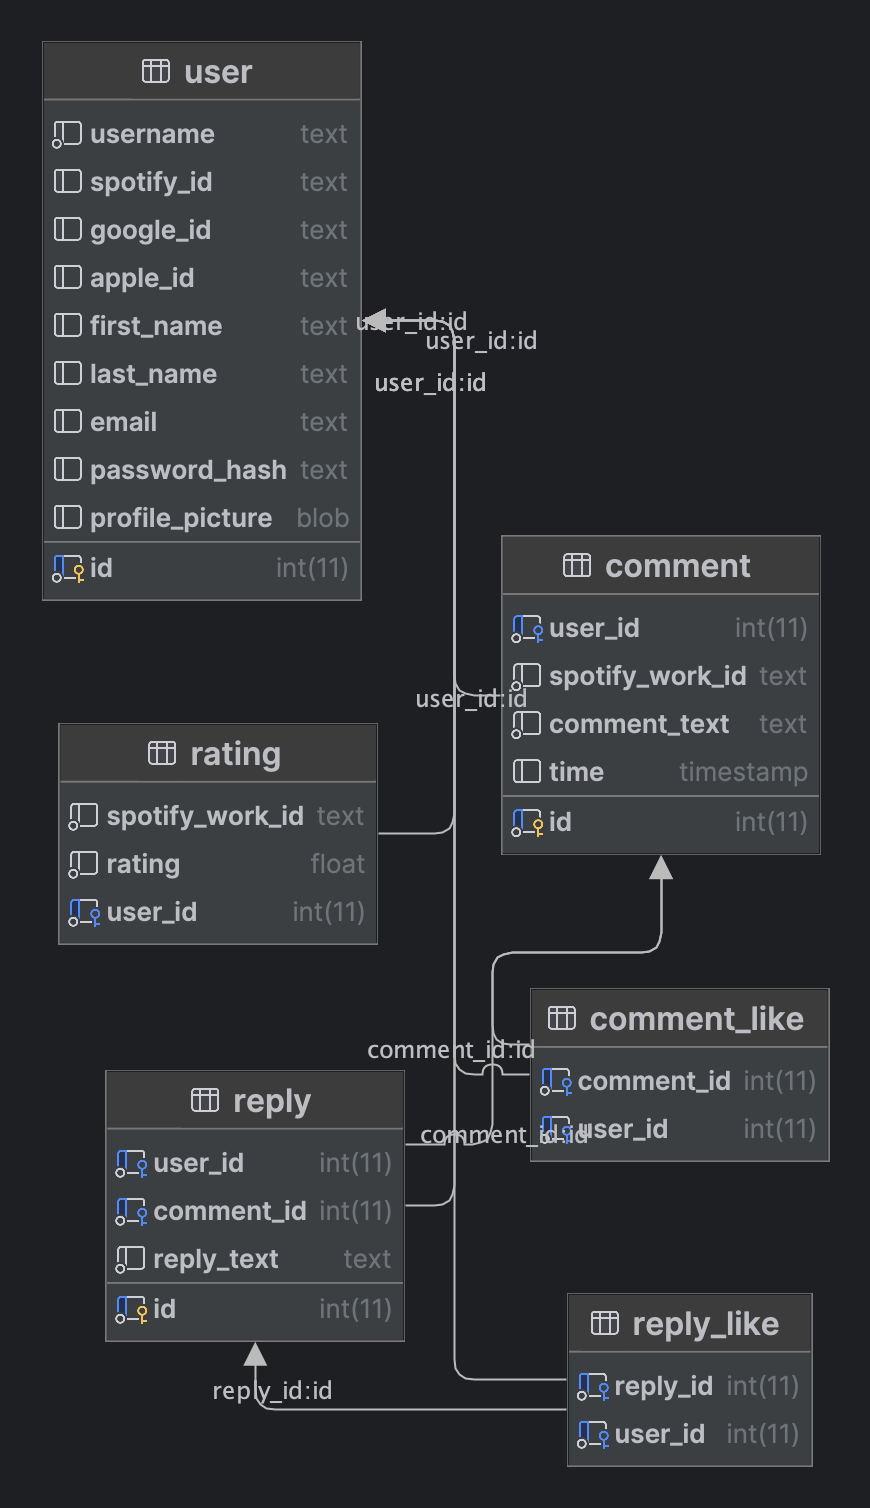 user
username text
spotify_id text
google_id text
apple_id text
first_name text
last_name text
email text
password_hash text
profile_picture blob
id int(11)
user_id:id
user_id:id
user_id:id
comment
user_id int(11)
spotify_work_id text
comment_text text
time timestamp
id int(11)
user_id:id
rating
spotify_work_id text
rating float
user_id int(11)
comment_like
comment_id int(11)
user_id int(11)
comment_id:id
comment_id:id
reply
user_id int(11)
comment_id int(11)
reply_text text
id int(11)
reply_id:id
reply_like
reply_id int(11)
user_id int(11)